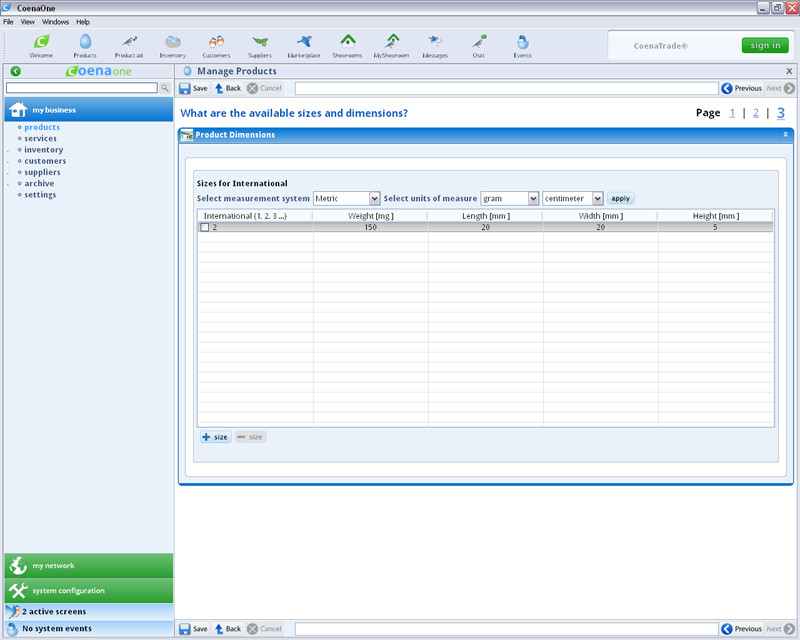 CoenaOne
File View Windows Help
Welcome Products Product ad Inventory Customers Suppliers Marketplace Showrooms MyShowroom Messages Chat Events
CoenaTrade® sign in
Coenaone
Manage Products X
Save Back Cancel Previous Next
my business
products
services
inventory
customers
suppliers
archive
settings
What are the available sizes and dimensions? Page 1 | 2 | 3
Product Dimensions
Sizes for International
Select measurement system Metric Select units of measure gram centimeter apply
International (1, 2, 3 ...) Weight [mg ] Length [mm ] Width [mm ] Height [mm ]
2 150 20 20 5
+ size − size
my network
system configuration
2 active screens
No system events
Save Back Cancel Previous Next